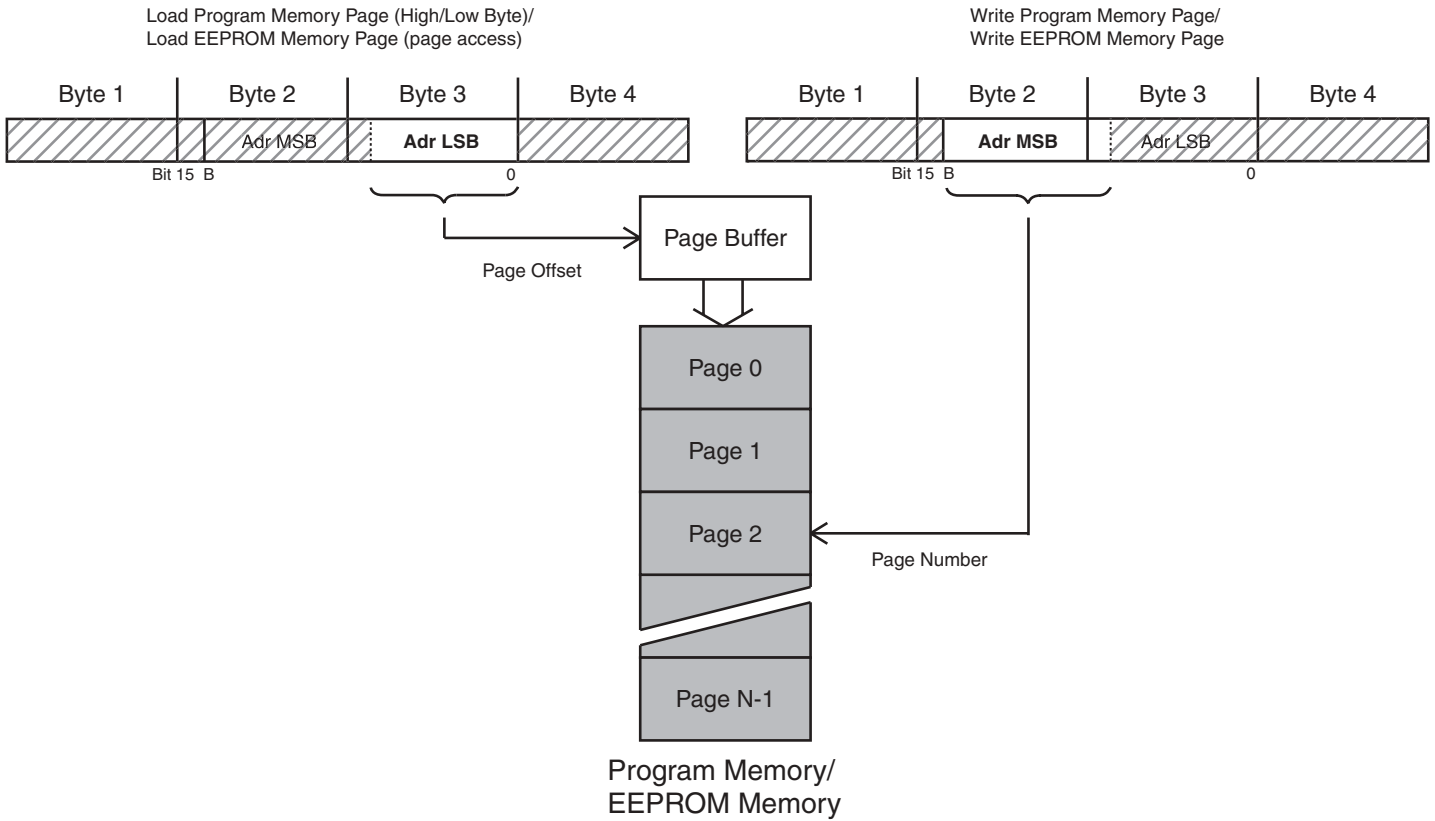 Load Program Memory Page (High/Low Byte)/
Load EEPROM Memory Page (page access)
Byte 1 Byte 2 Byte 3 Byte 4
Adr MSB Adr LSB
Bit 15 B 0
Write Program Memory Page/
Write EEPROM Memory Page
Byte 1 Byte 2 Byte 3 Byte 4
Adr MSB Adr LSB
Bit 15 B 0
Page Buffer
Page Offset
Page 0
Page 1
Page 2
Page Number
Page N-1
Program Memory/
EEPROM Memory